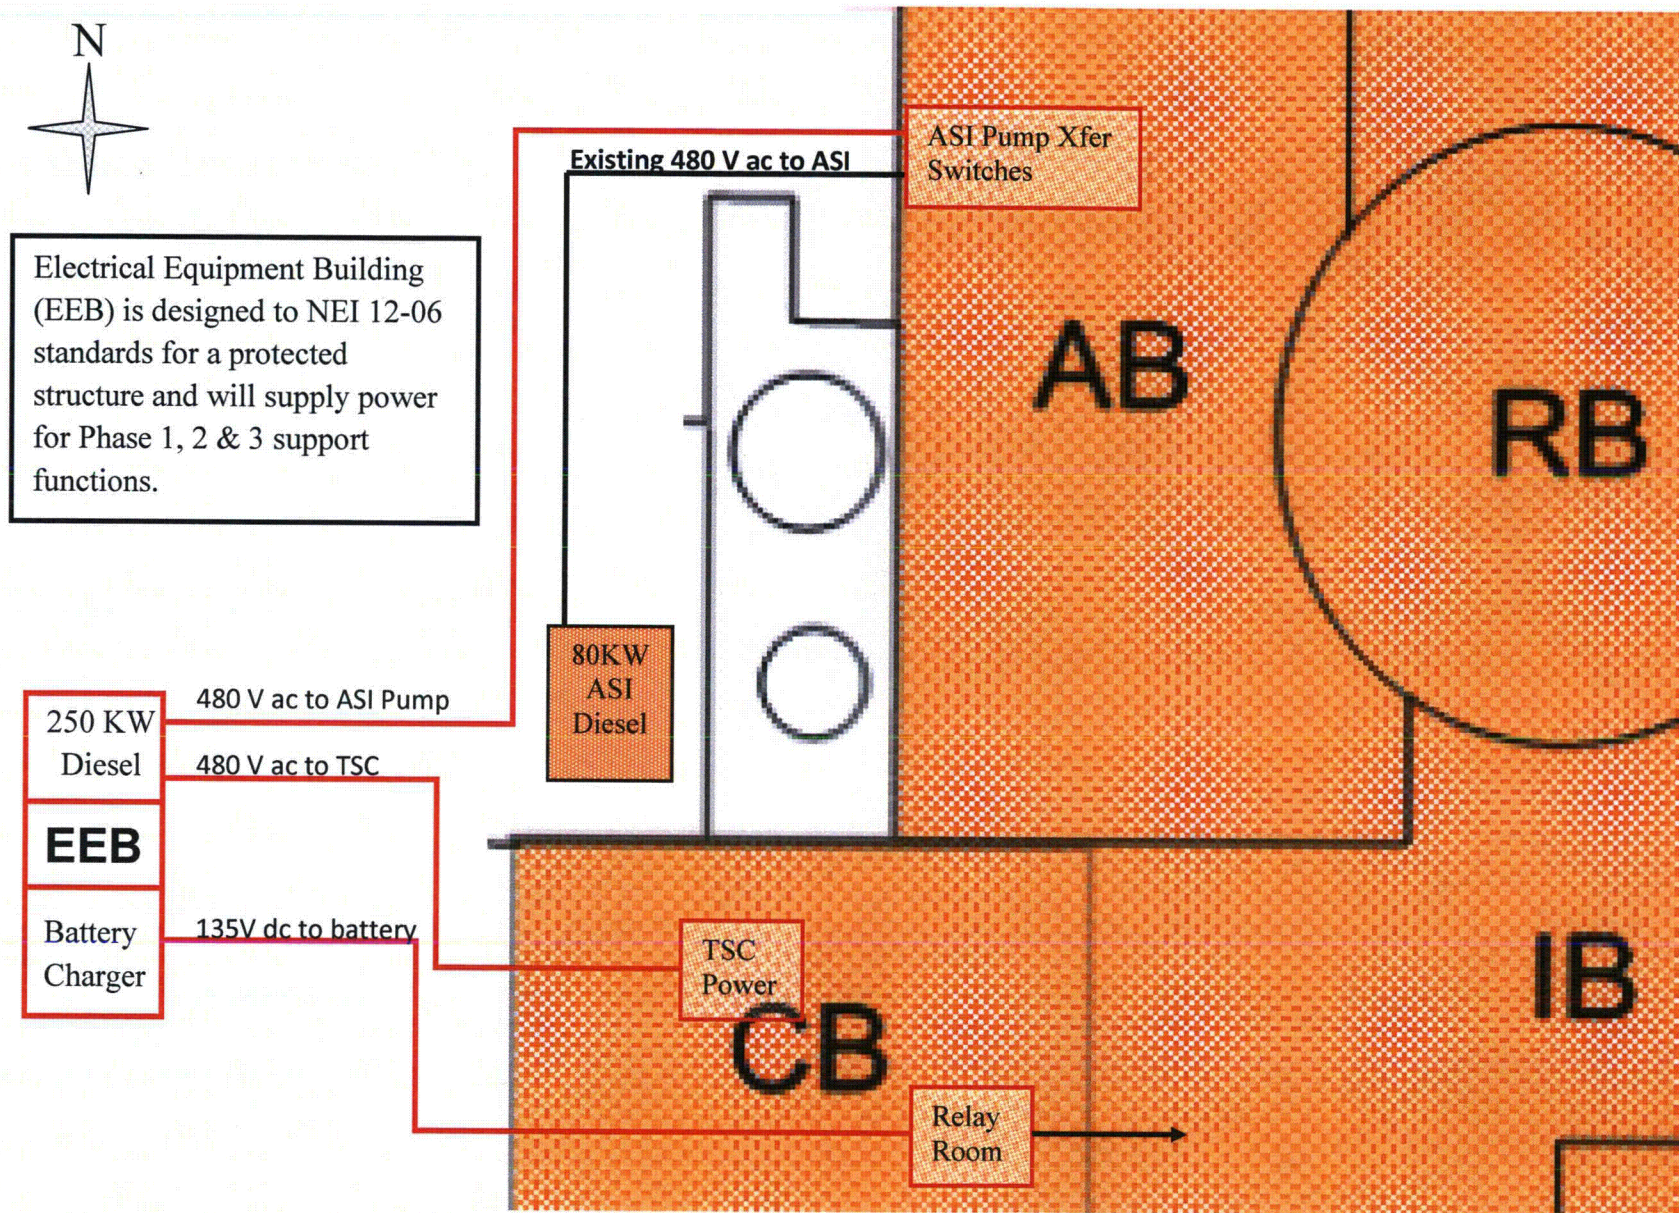 N
ASI Pump Xfer
Switches
Existing 480 V ac to ASI
Electrical Equipment Building
(EEB) is designed to NEI 12-06
standards for a protected
structure and will supply power
for Phase 1, 2 & 3 support
functions.
AB
RB
80KW
ASI
Diesel
480 V ac to ASI Pump
250 KW
Diesel
480 V ac to TSC
EEB
135V dc to battery
Battery
Charger
TSC
Power
CB
IB
Relay
Room